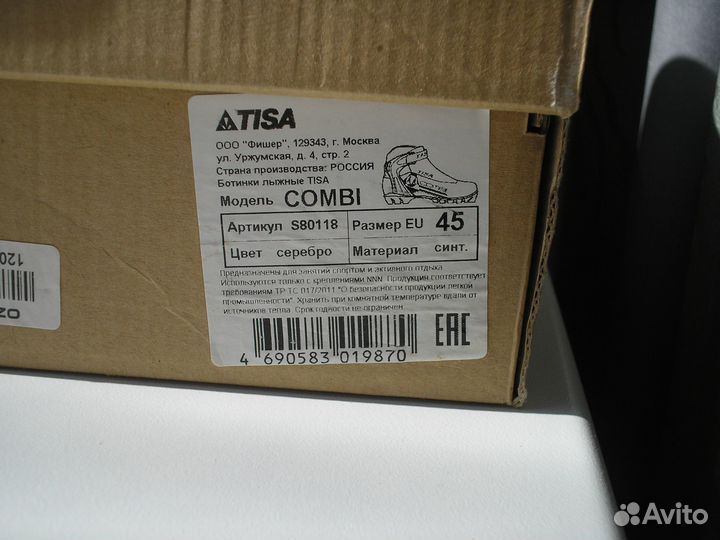 TISA
ООО "Фишер", 129343, г. Москва
ул. Уржумская, д. 4, стр. 2
Страна производства: РОССИЯ
Ботинки лыжные TISA
Модель COMBI
Артикул S80118 Размер EU 45
Цвет серебро Материал синт.
Предназначены для занятий спортом и активного отдыха
Используются только с креплениями NNN. Продукция соответствует
требованиям ТР ТС 017/2011 "О безопасности продукции легкой
промышленности". Хранить при комнатной температуре вдали от
источников тепла. Срок годности не ограничен.
4 690583 019870
EAC
120
Avito